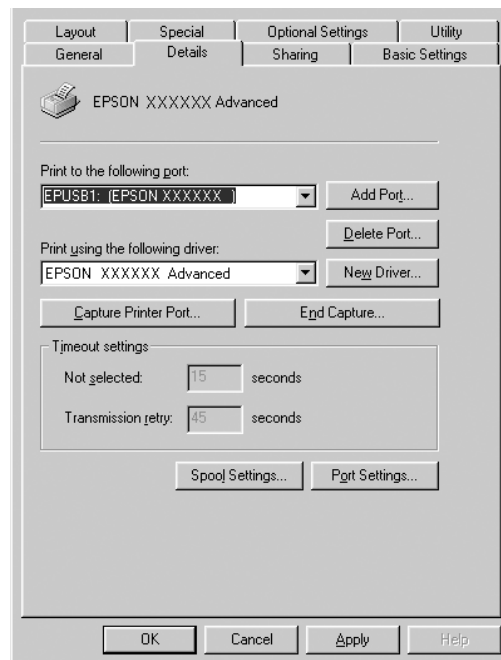 Layout Special Optional Settings Utility
General Details Sharing Basic Settings
EPSON XXXXXX Advanced
Print to the following port:
EPUSB1: (EPSON XXXXXX ) Add Port...
Delete Port...
Print using the following driver:
EPSON XXXXXX Advanced New Driver...
Capture Printer Port... End Capture...
Timeout settings
Not selected: 15 seconds
Transmission retry: 45 seconds
Spool Settings... Port Settings...
OK Cancel Apply Help